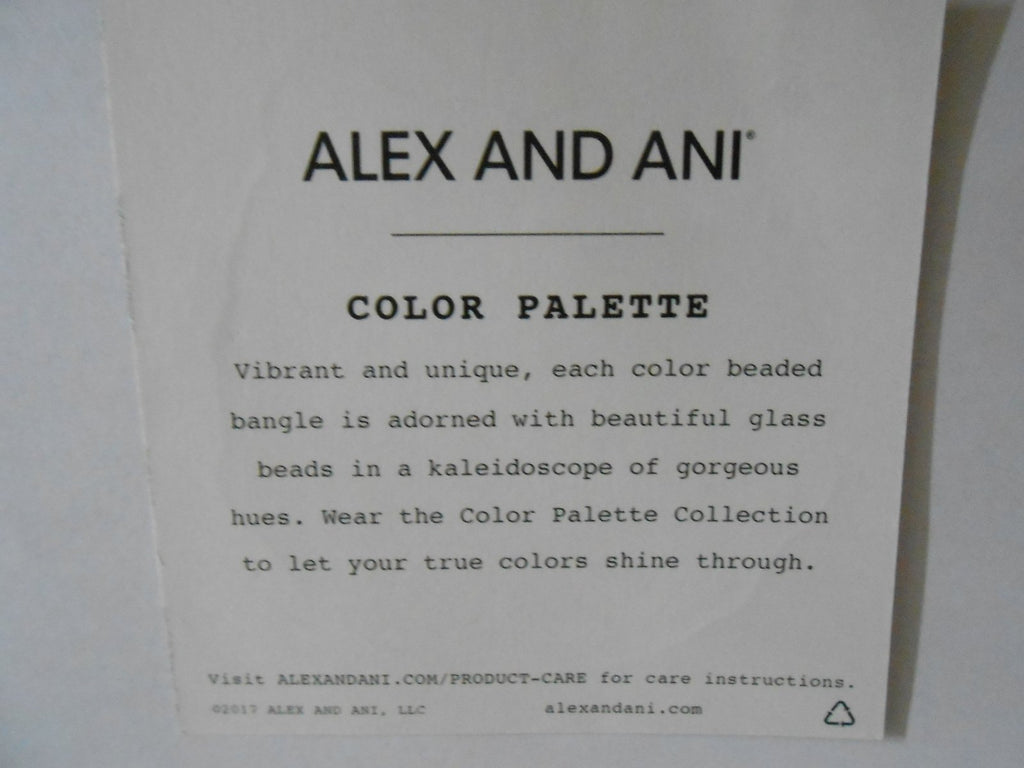 ALEX AND ANI®
COLOR PALETTE
Vibrant and unique, each color beaded
bangle is adorned with beautiful glass
beads in a kaleidoscope of gorgeous
hues. Wear the Color Palette Collection
to let your true colors shine through.
Visit ALEXANDANI.COM/PRODUCT-CARE for care instructions.
©2017 ALEX AND ANI, LLC alexandani.com